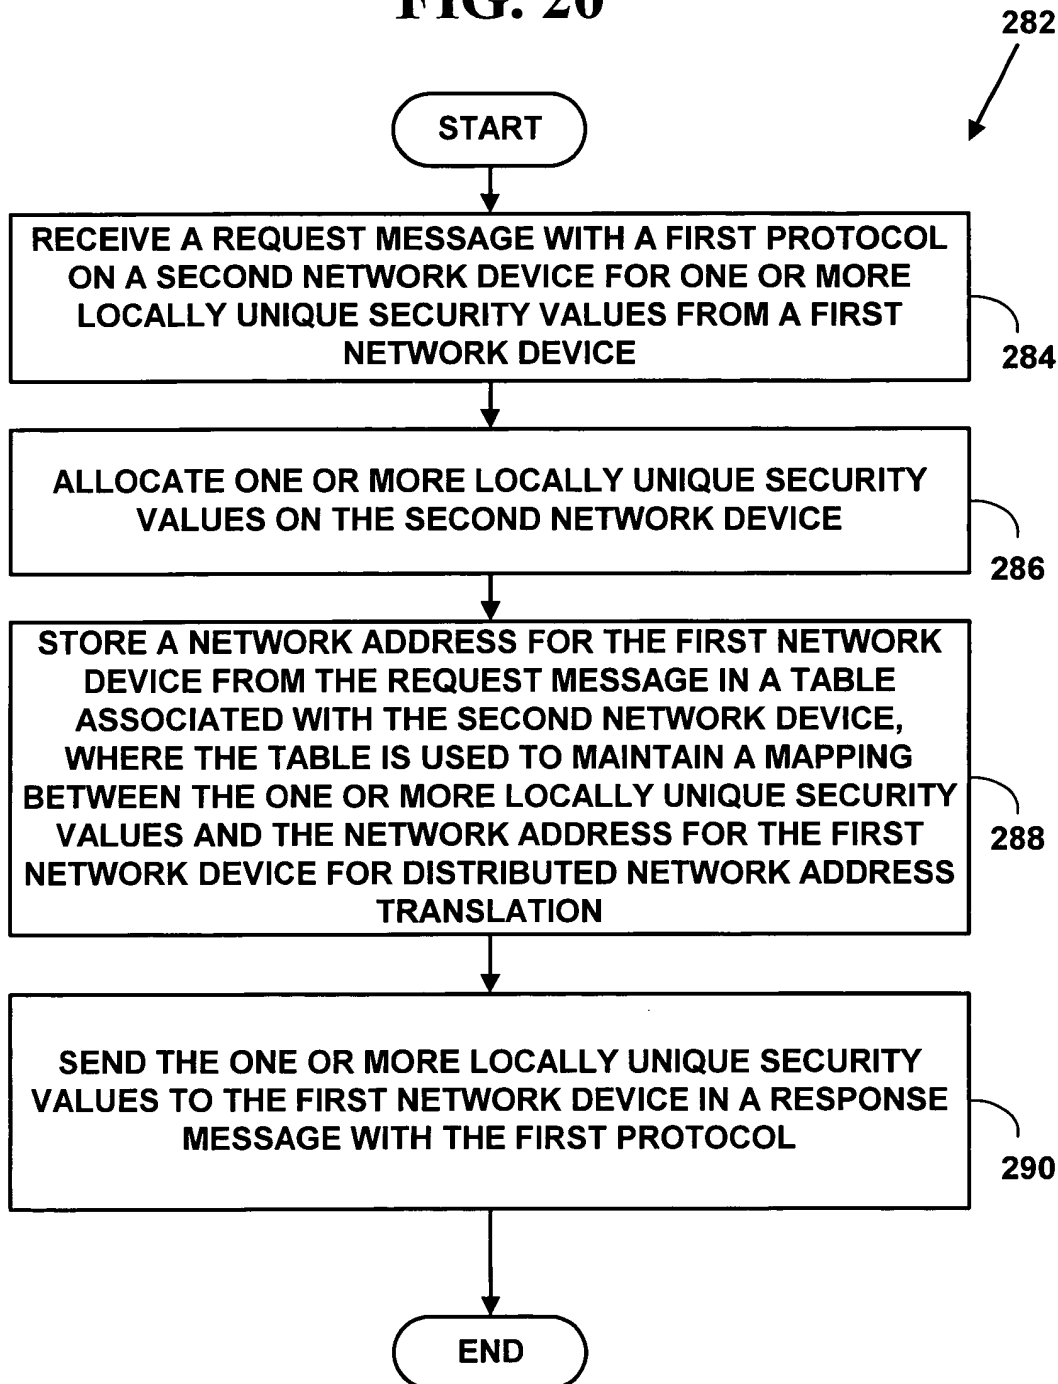 FIG. 20
282
START
RECEIVE A REQUEST MESSAGE WITH A FIRST PROTOCOL
ON A SECOND NETWORK DEVICE FOR ONE OR MORE
LOCALLY UNIQUE SECURITY VALUES FROM A FIRST
NETWORK DEVICE
284
ALLOCATE ONE OR MORE LOCALLY UNIQUE SECURITY
VALUES ON THE SECOND NETWORK DEVICE
286
STORE A NETWORK ADDRESS FOR THE FIRST NETWORK
DEVICE FROM THE REQUEST MESSAGE IN A TABLE
ASSOCIATED WITH THE SECOND NETWORK DEVICE,
WHERE THE TABLE IS USED TO MAINTAIN A MAPPING
BETWEEN THE ONE OR MORE LOCALLY UNIQUE SECURITY
VALUES AND THE NETWORK ADDRESS FOR THE FIRST
NETWORK DEVICE FOR DISTRIBUTED NETWORK ADDRESS
TRANSLATION
288
SEND THE ONE OR MORE LOCALLY UNIQUE SECURITY
VALUES TO THE FIRST NETWORK DEVICE IN A RESPONSE
MESSAGE WITH THE FIRST PROTOCOL
290
END